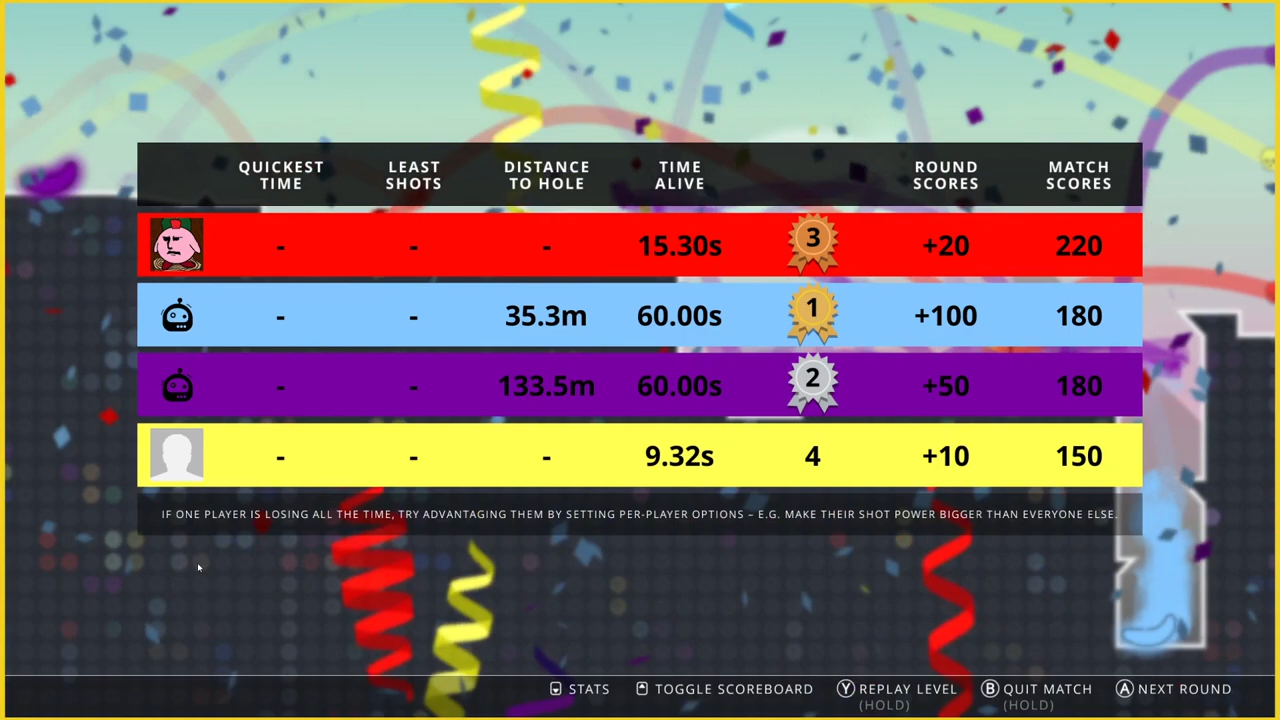 QUICKEST TIME LEAST SHOTS DISTANCE TO HOLE TIME ALIVE ROUND SCORES MATCH SCORES
- - - 15.30s 3 +20 220
- - 35.3m 60.00s 1 +100 180
- - 133.5m 60.00s 2 +50 180
- - - 9.32s 4 +10 150
IF ONE PLAYER IS LOSING ALL THE TIME, TRY ADVANTAGING THEM BY SETTING PER-PLAYER OPTIONS – E.G. MAKE THEIR SHOT POWER BIGGER THAN EVERYONE ELSE.
STATS TOGGLE SCOREBOARD Y REPLAY LEVEL B QUIT MATCH A NEXT ROUND
(HOLD) (HOLD)